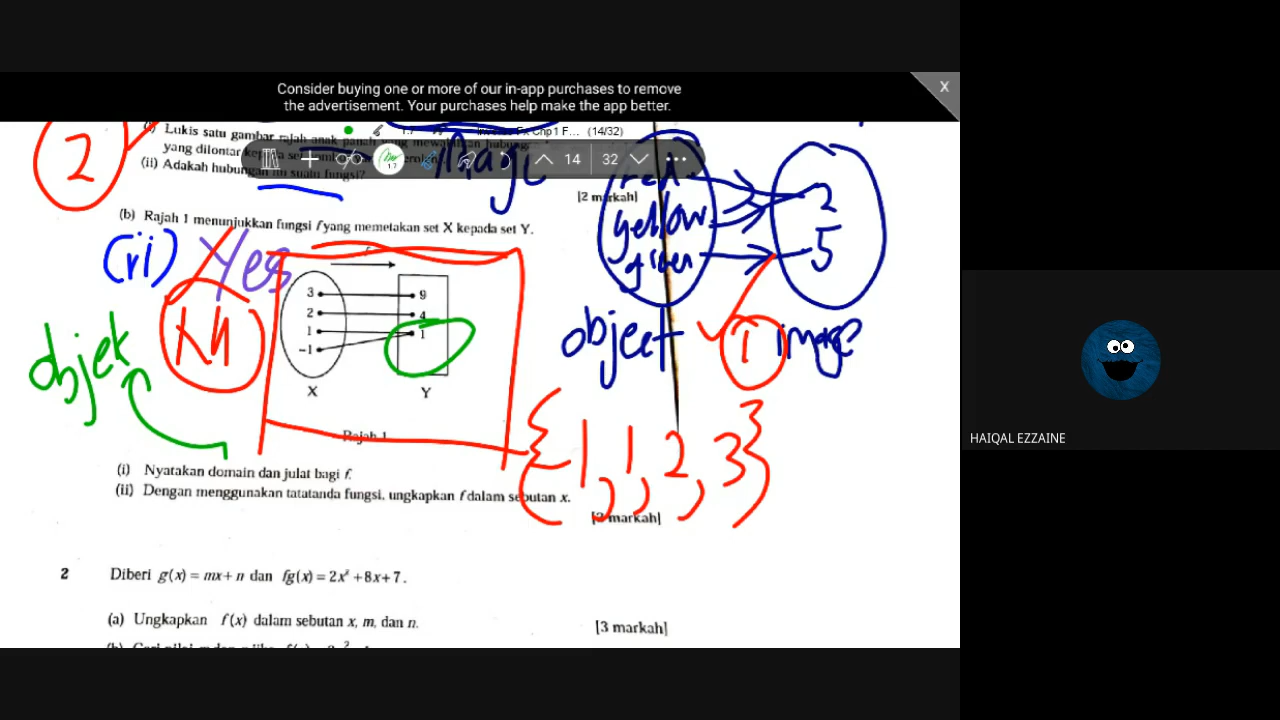 Consider buying one or more of our in-app purchases to remove
the advertisement. Your purchases help make the app better.
X
Lukis satu gambar rajah anak panah yang
(14/32)
yang dilontar
(ii) Adakah hubungan itu suatu fungsi?
14
32
[2 markah]
2
red
yellow
green
2
5
object
image
1
(b) Rajah 1 menunjukkan fungsi f yang memetakan set X kepada set Y.
(ii) Yes
objek
f
3
2
1
-1
9
4
1
X
Y
Rajah 1
{1, 1, 2, 3}
(i) Nyatakan domain dan julat bagi f.
(ii) Dengan menggunakan tatatanda fungsi, ungkapkan f dalam sebutan x.
markah]
2 Diberi g(x) = mx + n dan fg(x) = 2x² + 8x + 7.
(a) Ungkapkan f(x) dalam sebutan x, m, dan n.
[3 markah]
HAIQAL EZZAINE